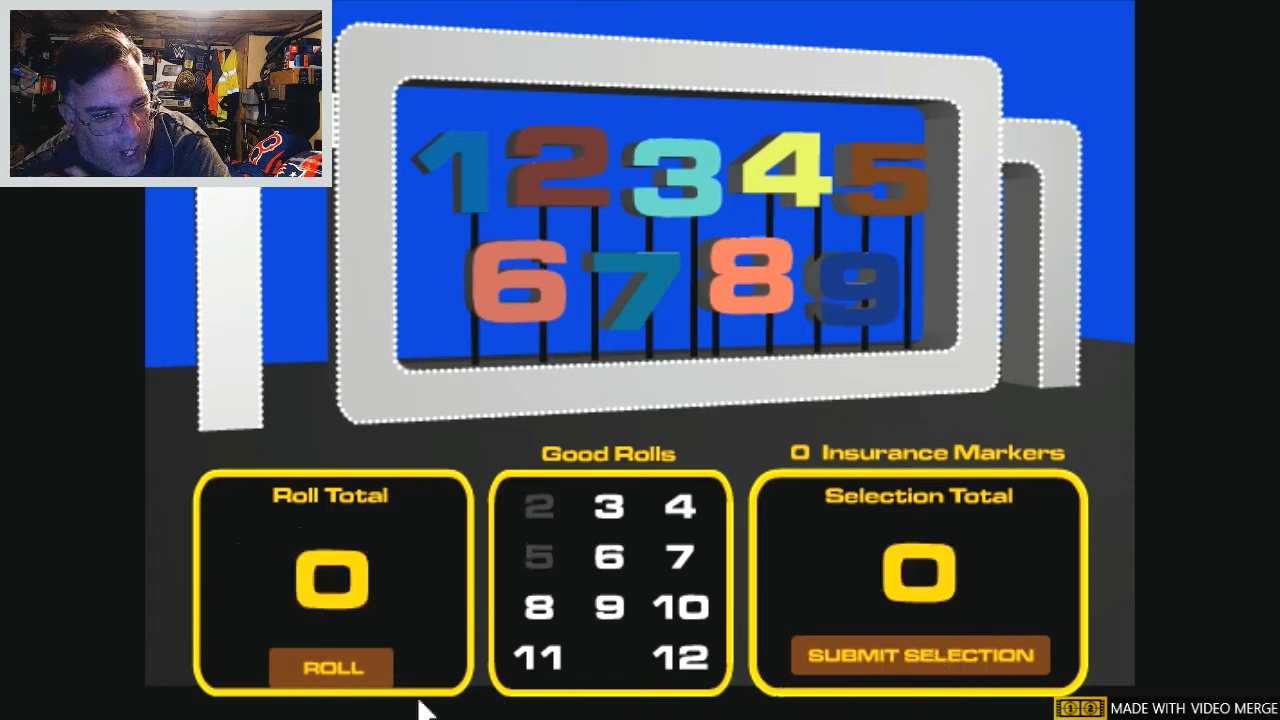 1 2 3 4 5
6 7 8 9
Good Rolls
0 Insurance Markers
Roll Total
0
ROLL
2 3 4
5 6 7
8 9 10
11 12
Selection Total
0
SUBMIT SELECTION
MADE WITH VIDEO MERGE